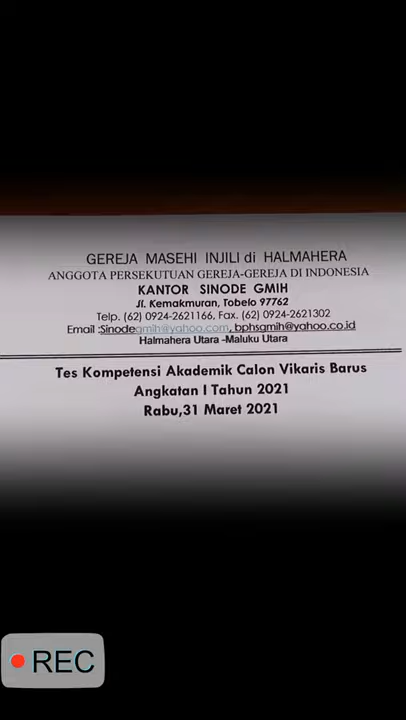 GEREJA MASEHI INJILI di HALMAHERA
ANGGOTA PERSEKUTUAN GEREJA-GEREJA DI INDONESIA
KANTOR SINODE GMIH
Jl. Kemakmuran, Tobelo 97762
Telp. (62) 0924-2621166, Fax. (62) 0924-2621302
Email :Sinodegmih@yahoo.com, bphsgmih@yahoo.co.id
Halmahera Utara -Maluku Utara
Tes Kompetensi Akademik Calon Vikaris Barus
Angkatan I Tahun 2021
Rabu,31 Maret 2021
REC